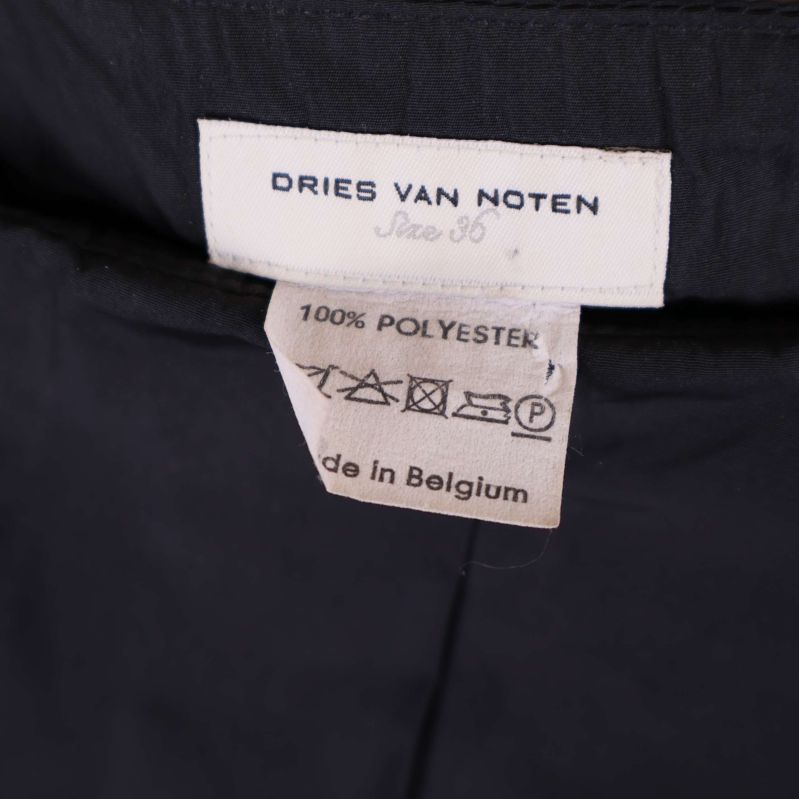 DRIES VAN NOTEN
Size 36
100% POLYESTER
P
de in Belgium